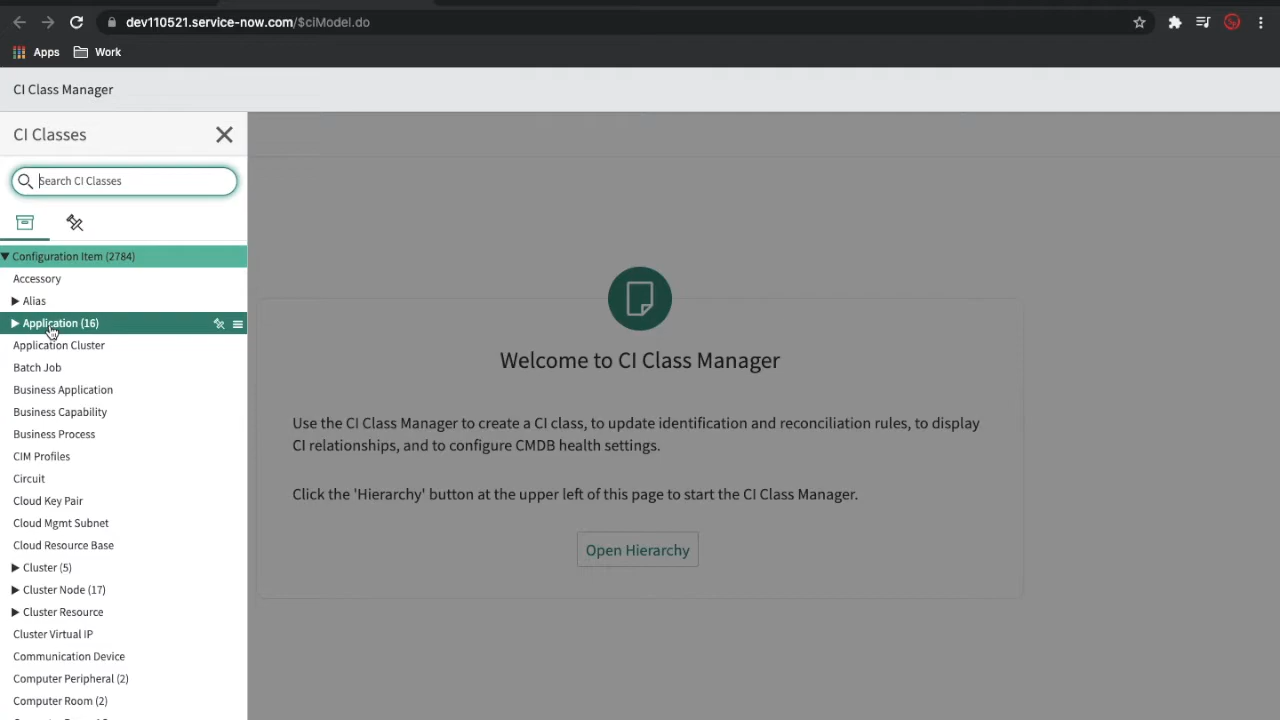 dev110521.service-now.com/$ciModel.do
Apps Work
CI Class Manager
CI Classes
Search CI Classes
Configuration Item (2784)
Accessory
Alias
Application (16)
Application Cluster
Batch Job
Business Application
Business Capability
Business Process
CIM Profiles
Circuit
Cloud Key Pair
Cloud Mgmt Subnet
Cloud Resource Base
Cluster (5)
Cluster Node (17)
Cluster Resource
Cluster Virtual IP
Communication Device
Computer Peripheral (2)
Computer Room (2)
Welcome to CI Class Manager
Use the CI Class Manager to create a CI class, to update identification and reconciliation rules, to display
CI relationships, and to configure CMDB health settings.
Click the 'Hierarchy' button at the upper left of this page to start the CI Class Manager.
Open Hierarchy